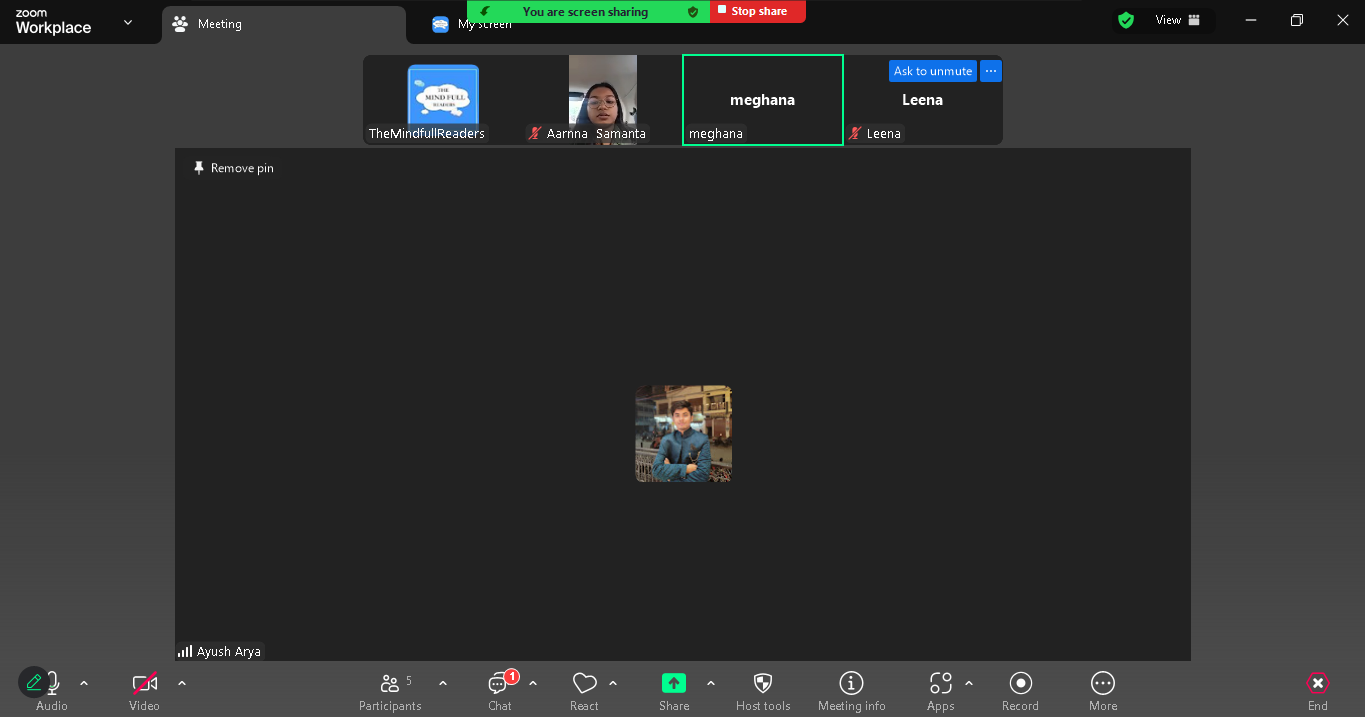 zoom
Workplace
Meeting
My screen
You are screen sharing
Stop share
View
THE
MIND FULL
READERS
TheMindfullReaders
Aarnna Samanta
meghana
meghana
Ask to unmute
...
Leena
Leena
Remove pin
Ayush Arya
Audio
Video
Participants
5
Chat
1
React
Share
Host tools
Meeting info
Apps
Record
More
End